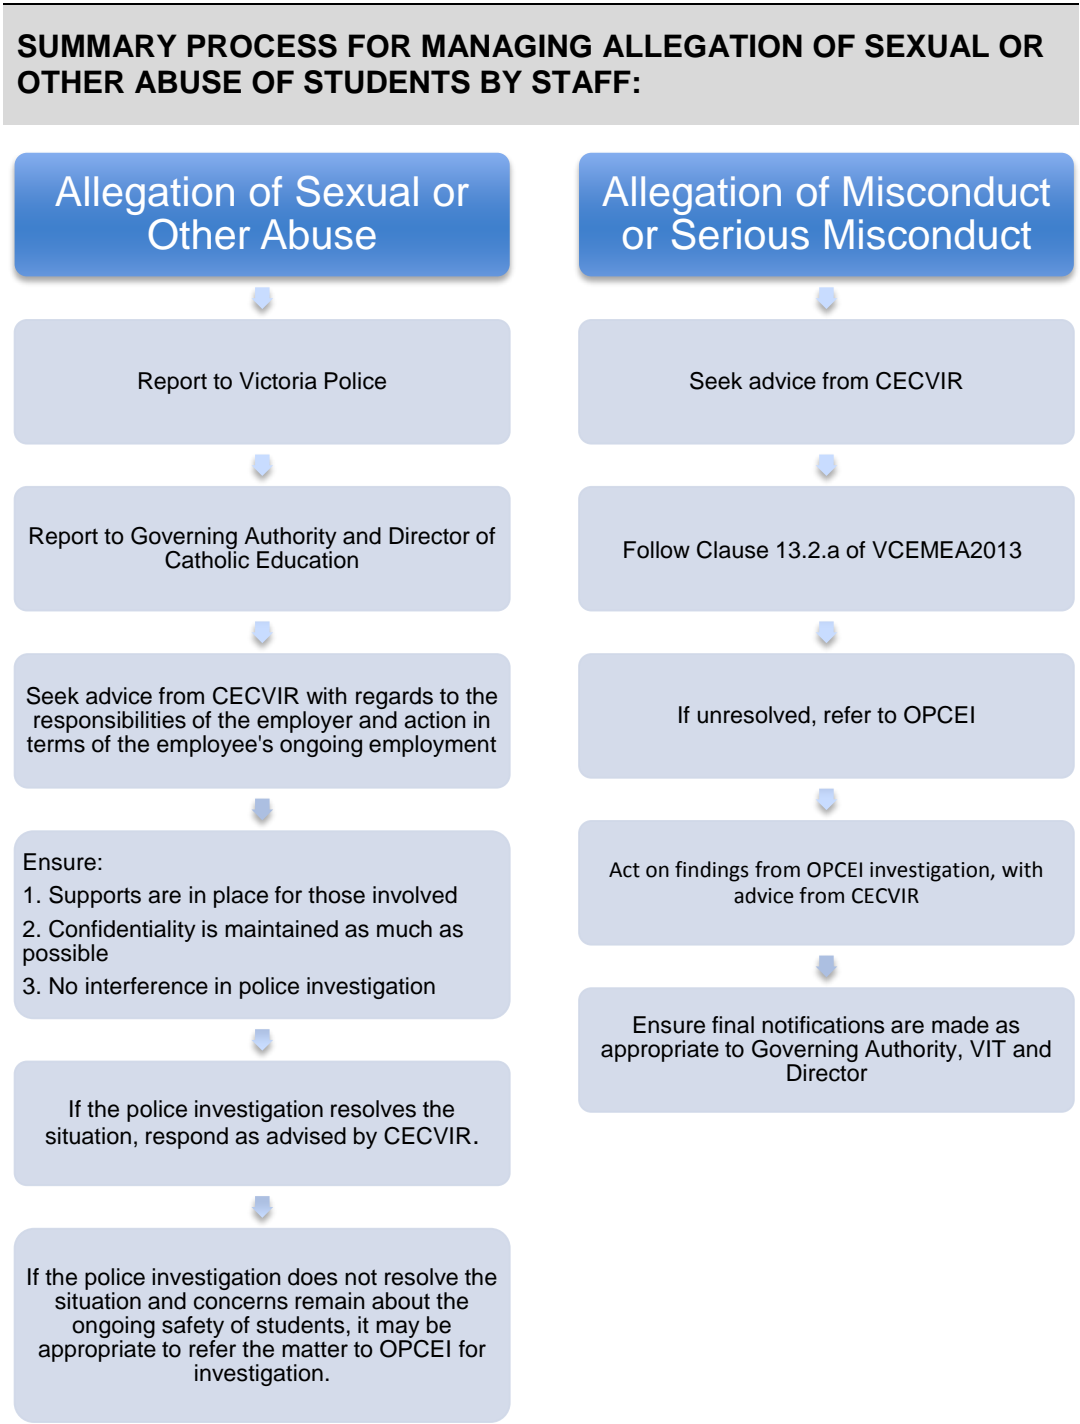 SUMMARY PROCESS FOR MANAGING ALLEGATION OF SEXUAL OR
OTHER ABUSE OF STUDENTS BY STAFF:
Allegation of Sexual or
Other Abuse
Report to Victoria Police
Report to Governing Authority and Director of
Catholic Education
Seek advice from CECVIR with regards to the
responsibilities of the employer and action in
terms of the employee's ongoing employment
Ensure:
1. Supports are in place for those involved
2. Confidentiality is maintained as much as
possible
3. No interference in police investigation
If the police investigation resolves the
situation, respond as advised by CECVIR.
If the police investigation does not resolve the
situation and concerns remain about the
ongoing safety of students, it may be
appropriate to refer the matter to OPCEI for
investigation.
Allegation of Misconduct
or Serious Misconduct
Seek advice from CECVIR
Follow Clause 13.2.a of VCEMEA2013
If unresolved, refer to OPCEI
Act on findings from OPCEI investigation, with
advice from CECVIR
Ensure final notifications are made as
appropriate to Governing Authority, VIT and
Director